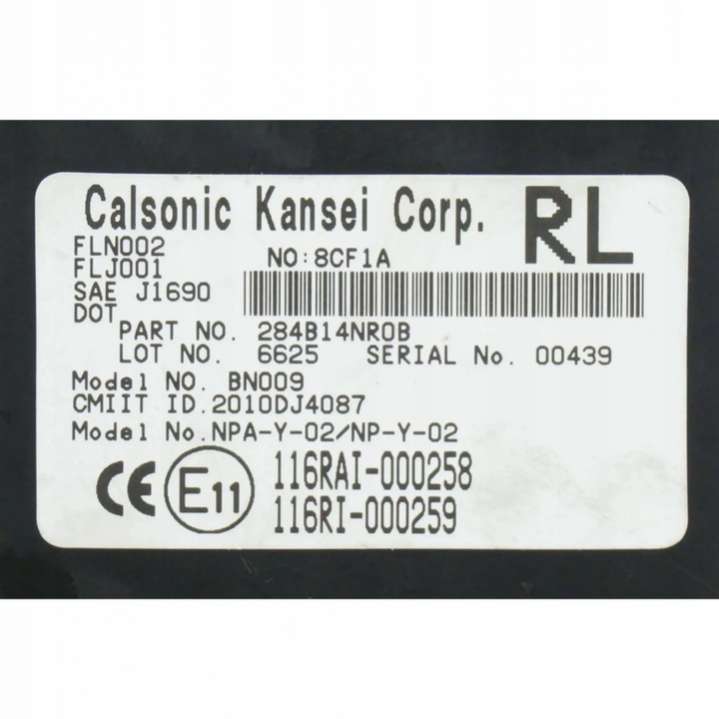 Calsonic Kansei Corp. RL
FLN002
FLJ001 NO:8CF1A
SAE J1690
DOT
PART NO. 284B14NR0B
LOT NO. 6625 SERIAL No. 00439
Model NO. BN009
CMIIT ID.2010DJ4087
Model No.NPA-Y-02/NP-Y-02
CE E11 116RAI-000258
116RI-000259